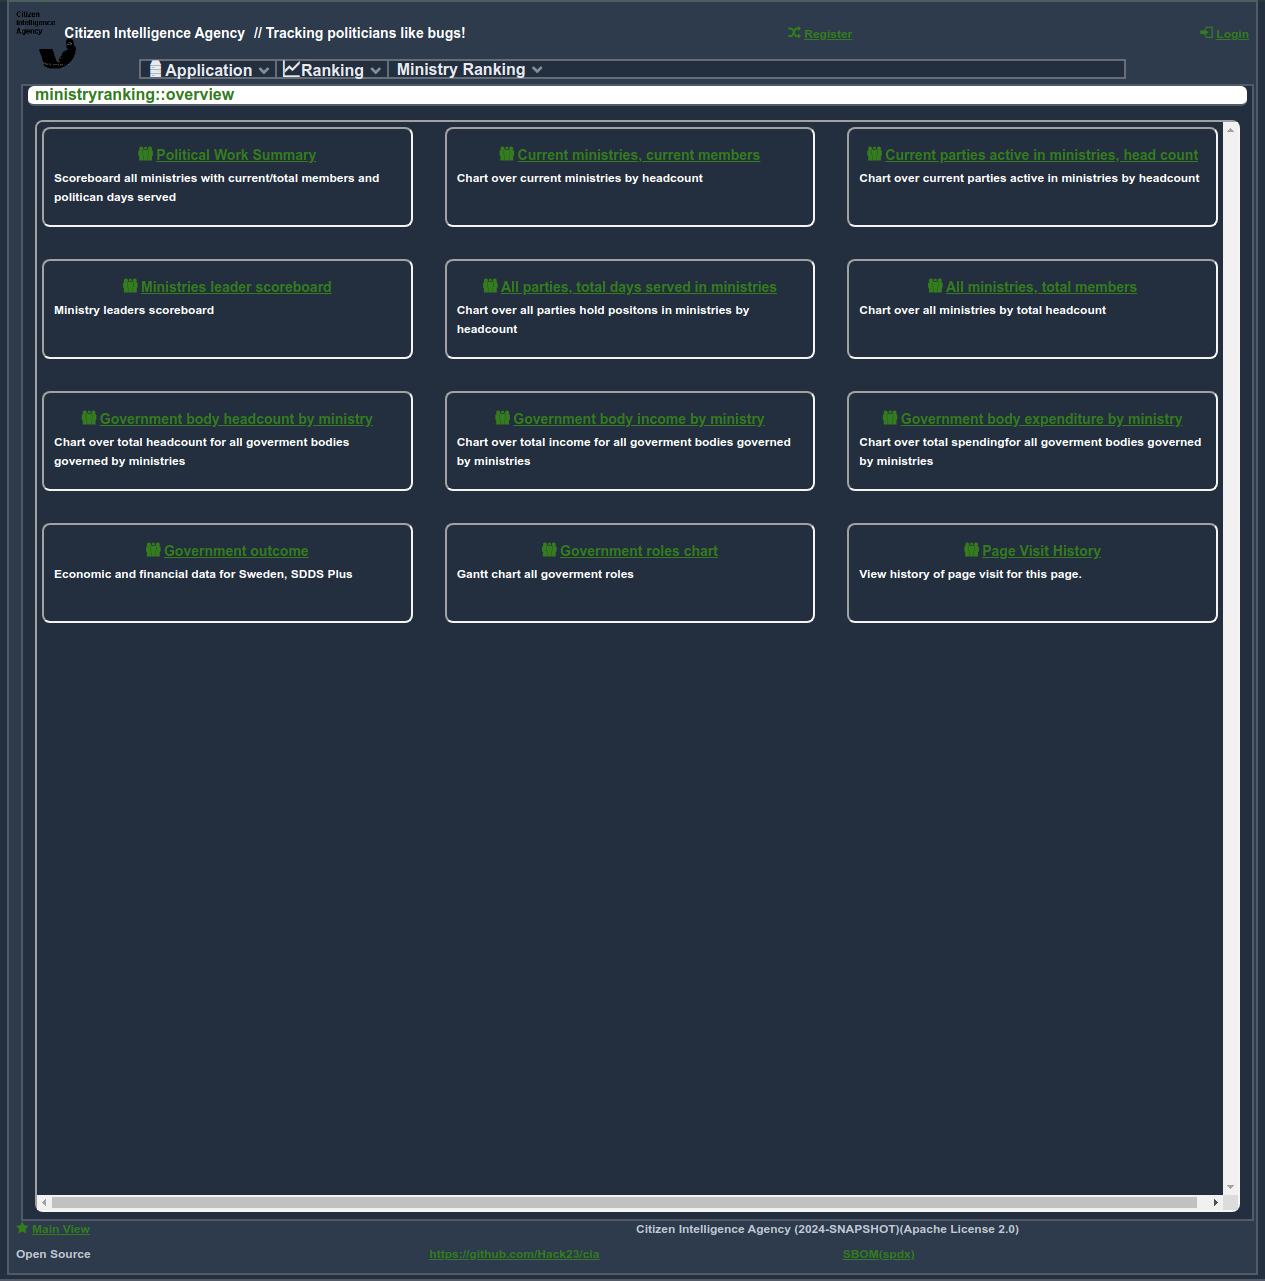 Citizen
Intelligence
Agency
Citizen Intelligence Agency // Tracking politicians like bugs!
Register
Login
Application
Ranking
Ministry Ranking
ministryranking::overview
Political Work Summary
Scoreboard all ministries with current/total members and
politican days served
Current ministries, current members
Chart over current ministries by headcount
Current parties active in ministries, head count
Chart over current parties active in ministries by headcount
Ministries leader scoreboard
Ministry leaders scoreboard
All parties, total days served in ministries
Chart over all parties hold positons in ministries by
headcount
All ministries, total members
Chart over all ministries by total headcount
Government body headcount by ministry
Chart over total headcount for all goverment bodies
governed by ministries
Government body income by ministry
Chart over total income for all goverment bodies governed
by ministries
Government body expenditure by ministry
Chart over total spendingfor all goverment bodies governed
by ministries
Government outcome
Economic and financial data for Sweden, SDDS Plus
Government roles chart
Gantt chart all goverment roles
Page Visit History
View history of page visit for this page.
Main View
Citizen Intelligence Agency (2024-SNAPSHOT)(Apache License 2.0)
Open Source
https://github.com/Hack23/cia
SBOM(spdx)